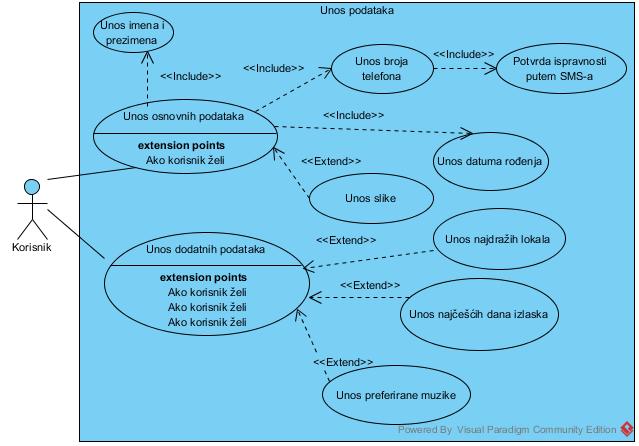 Unos podataka
Unos imena i
prezimena
<<Include>>
<<Include>>
Unos broja
telefona
<<Include>>
Potvrda ispravnosti
putem SMS-a
Unos osnovnih podataka
extension points
Ako korisnik želi
<<Include>>
Unos datuma rođenja
<<Extend>>
Unos slike
Korisnik
Unos dodatnih podataka
extension points
Ako korisnik želi
Ako korisnik želi
Ako korisnik želi
<<Extend>>
Unos najdražih lokala
<<Extend>>
Unos najčešćih dana izlaska
<<Extend>>
Unos preferirane muzike
Powered By Visual Paradigm Community Edition